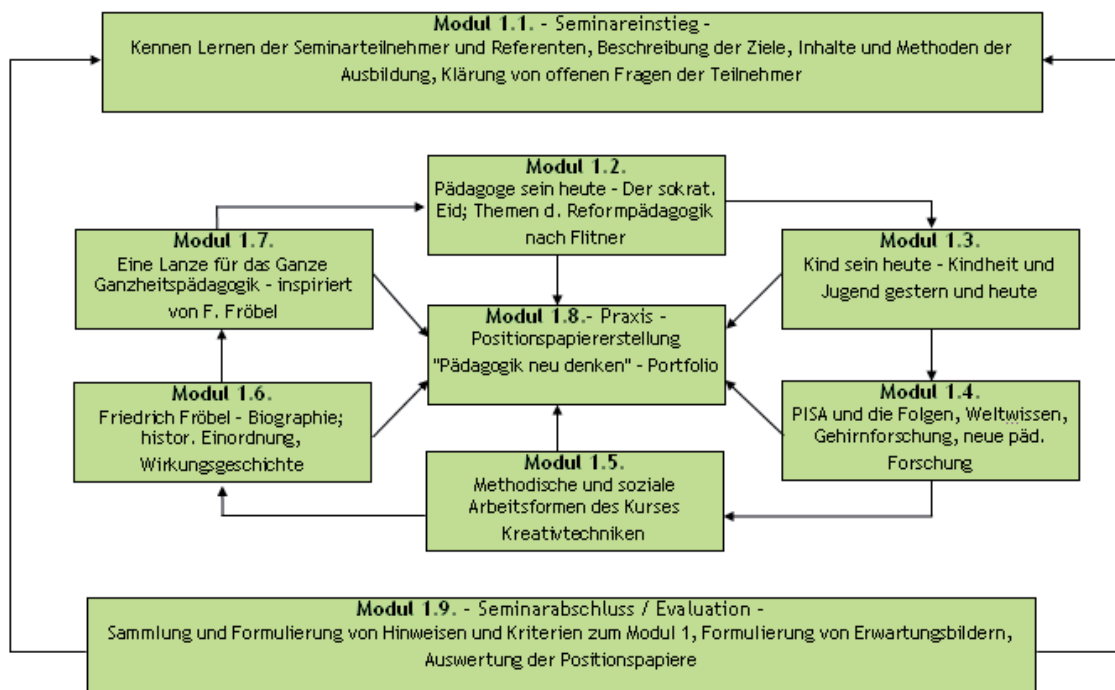 Modul 1.1. - Seminareinstieg -
Kennen Lernen der Seminarteilnehmer und Referenten, Beschreibung der Ziele, Inhalte und Methoden der
Ausbildung, Klärung von offenen Fragen der Teilnehmer
Modul 1.2.
Pädagoge sein heute - Der sokrat.
Eid; Themen d. Reformpädagogik
nach Flitner
Modul 1.3.
Kind sein heute - Kindheit und
Jugend gestern und heute
Modul 1.4.
PISA und die Folgen, Weltwissen,
Gehirnforschung, neue päd.
Forschung
Modul 1.5.
Methodische und soziale
Arbeitsformen des Kurses
Kreativtechniken
Modul 1.6.
Friedrich Fröbel - Biographie;
histor. Einordnung,
Wirkungsgeschichte
Modul 1.7.
Eine Lanze für das Ganze
Ganzheitspädagogik - inspiriert
von F. Fröbel
Modul 1.8.- Praxis -
Positionspapiererstellung
"Pädagogik neu denken" - Portfolio
Modul 1.9. - Seminarabschluss / Evaluation -
Sammlung und Formulierung von Hinweisen und Kriterien zum Modul 1, Formulierung von Erwartungsbildern,
Auswertung der Positionspapiere